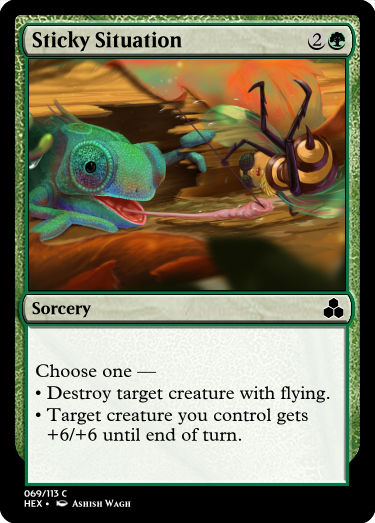 Sticky Situation 2
Sorcery
Choose one —
• Destroy target creature with flying.
• Target creature you control gets
+6/+6 until end of turn.
069/113 C
HEX • Ashish Wagh